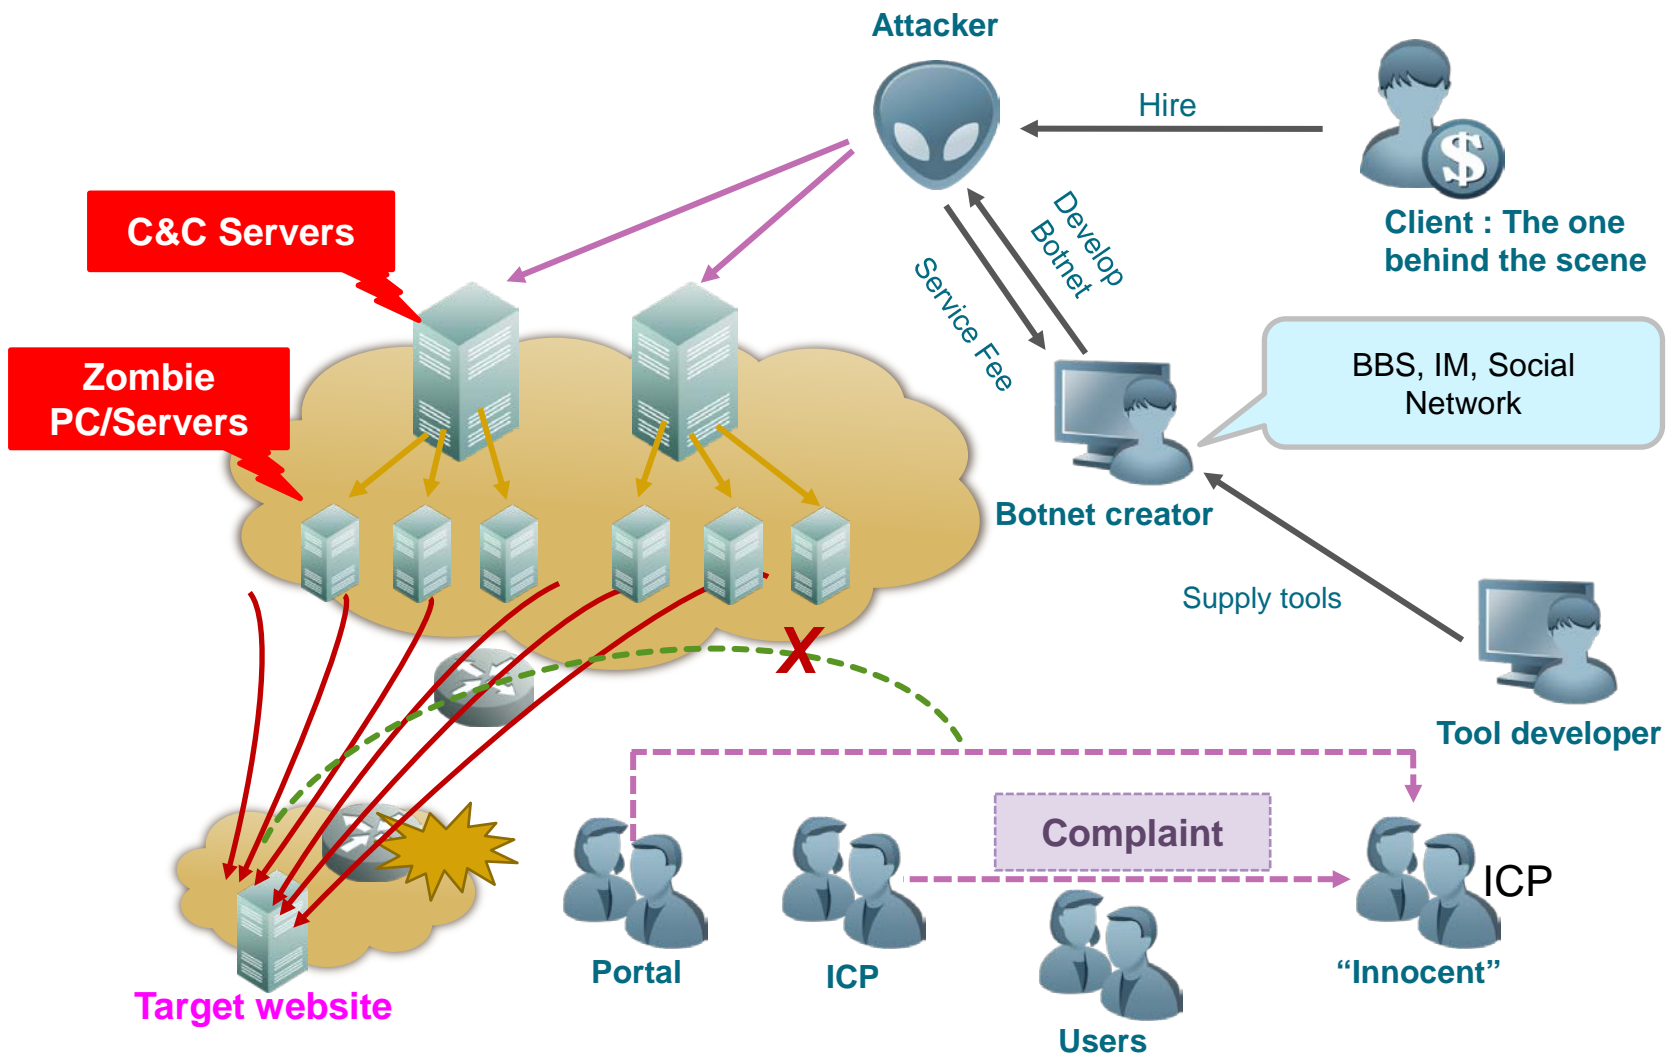 Attacker
Hire
Client : The one
behind the scene
C&C Servers
Develop
Botnet
Service Fee
Zombie
PC/Servers
BBS, IM, Social
Network
Botnet creator
Supply tools
X
Tool developer
Complaint
ICP
Portal
ICP
“Innocent”
Target website
Users